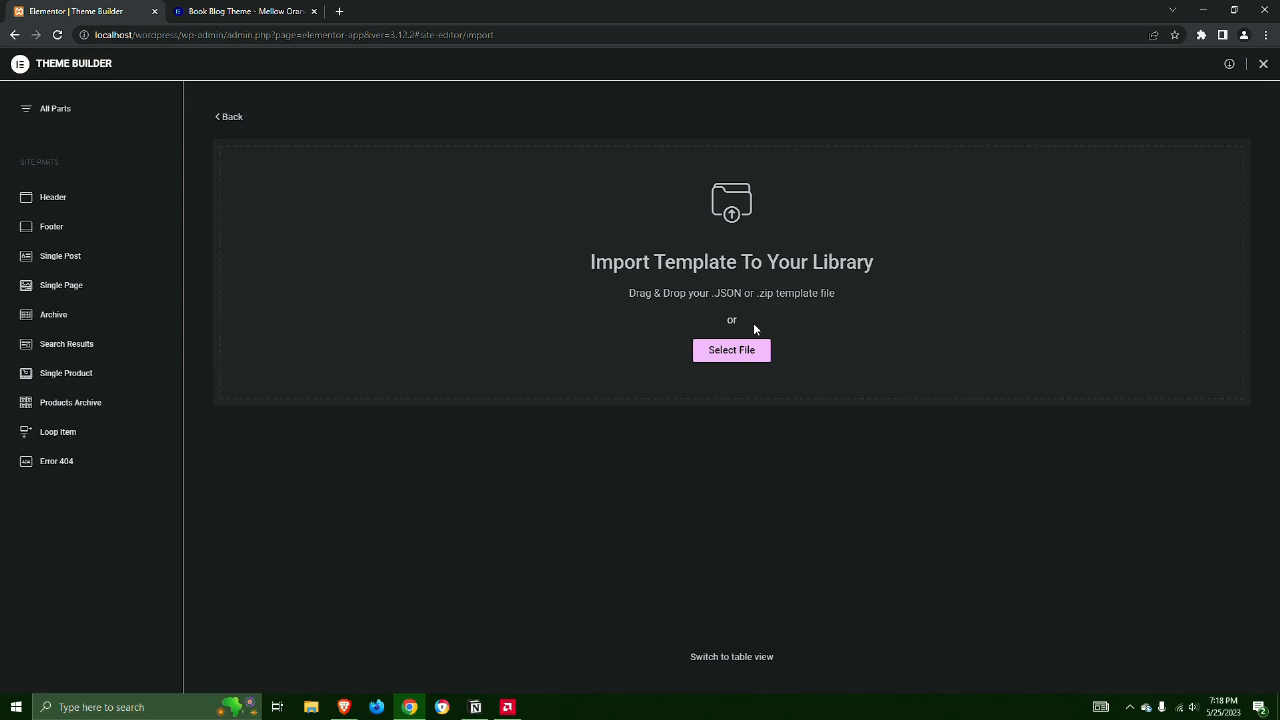 Elementor | Theme Builder
Book Blog Theme - Mellow Oran
localhost/wordpress/wp-admin/admin.php?page=elementor-app&ver=3.12.2#site-editor/import
THEME BUILDER
All Parts
Back
SITE PARTS
Header
Footer
Single Post
Single Page
Archive
Search Results
Single Product
Products Archive
Loop Item
Error 404
Import Template To Your Library
Drag & Drop your .JSON or .zip template file
or
Select File
Switch to table view
Type here to search
7:18 PM
5/25/2023
2